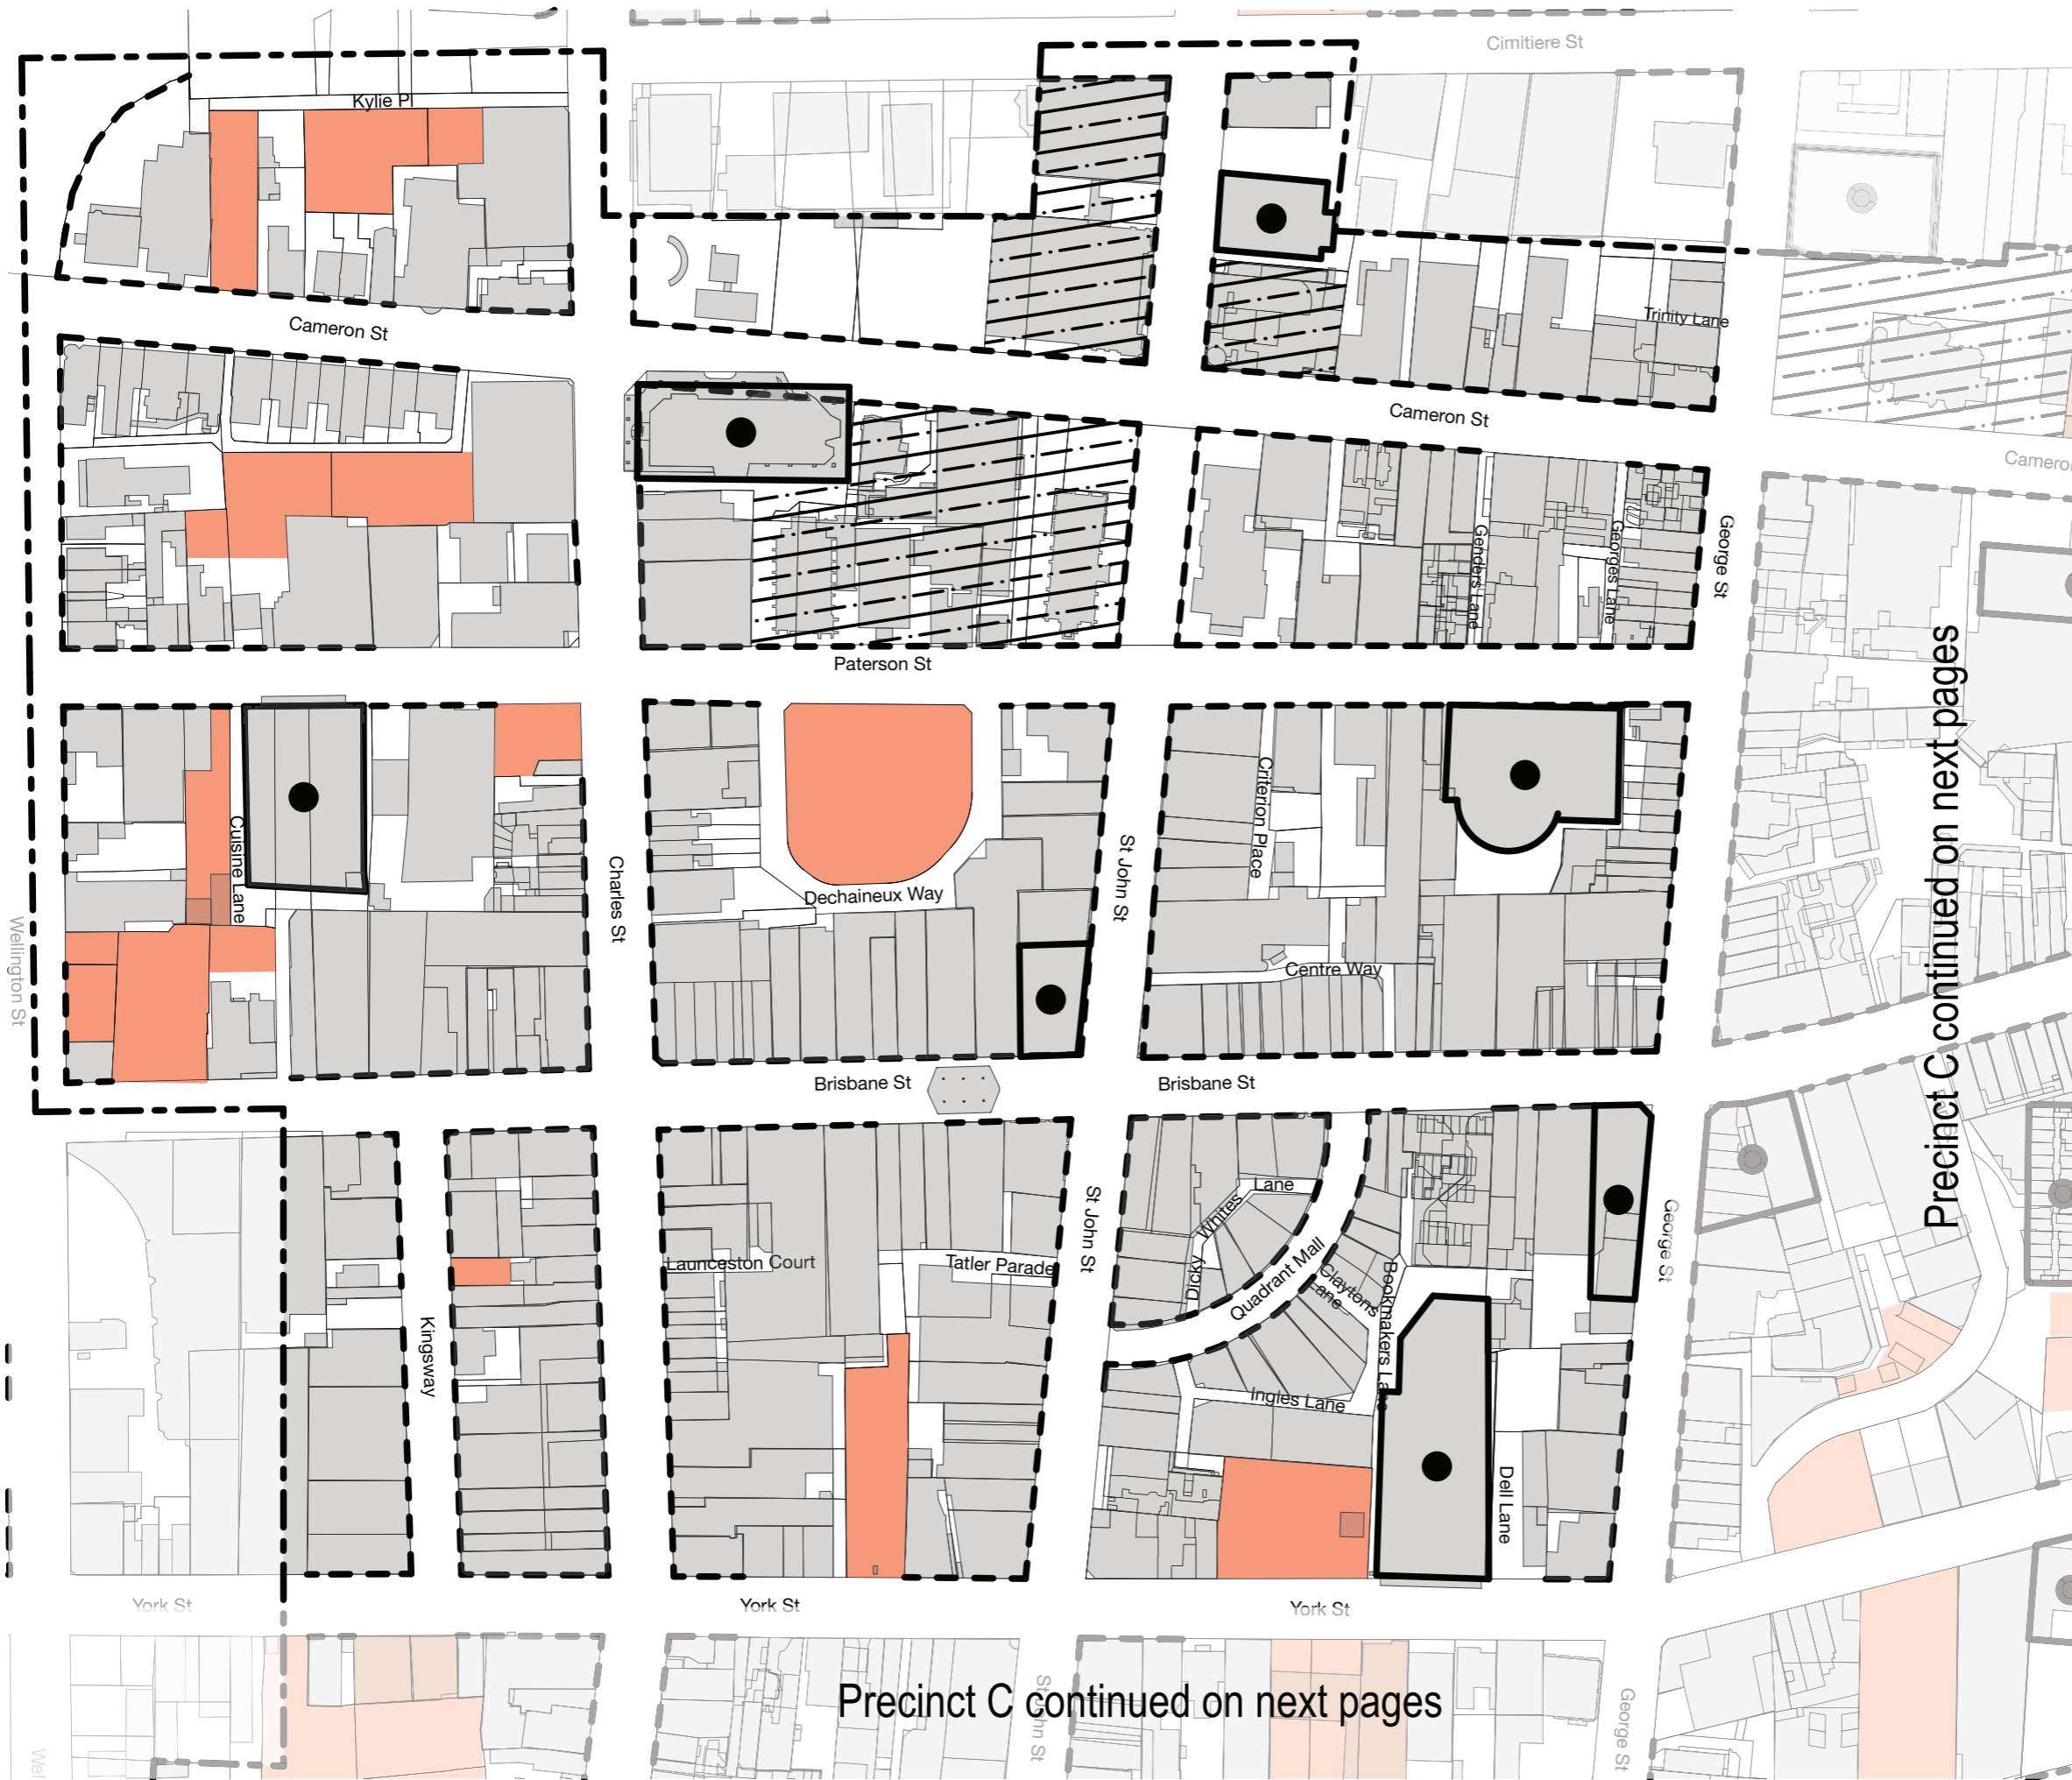 Cimitiere St
Kylie Pl
Cameron St
Trinity Lane
Cameron St
George St
Genders Lane
Georges Lane
Paterson St
Precinct C continued on next pages
Cuisine Lane
Criterion Place
Charles St
St John St
Dechaineux Way
Wellington St
Centre Way
Brisbane St
Brisbane St
Lane
Whites
Dicky
St John St
Quadrant Mall
Claytons
Lane
Bookmakers Lane
George St
Launceston Court
Tatler Parade
Kingsway
Ingles Lane
Dell Lane
York St
York St
York St
Precinct C continued on next pages
St John St
George St